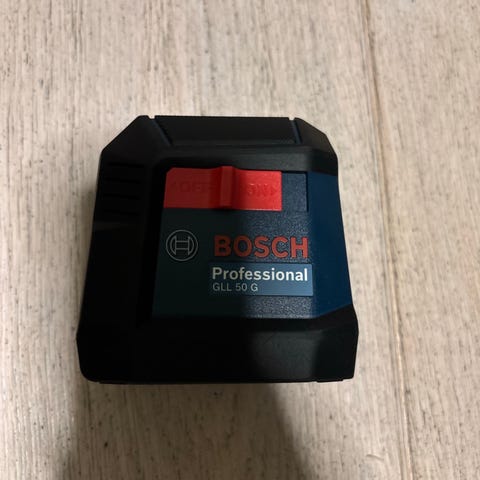 <OFF ON>
BOSCH
Professional
GLL 50 G